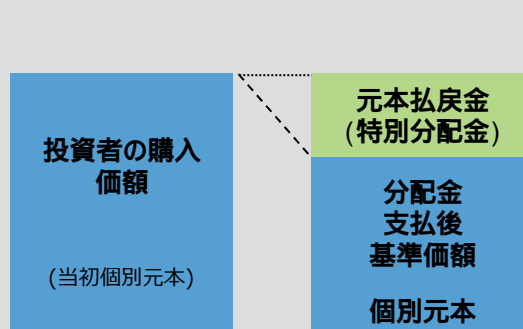 投資者の購入
価額
(当初個別元本)
元本払戻金
(特別分配金)
分配金
支払後
基準価額
個別元本